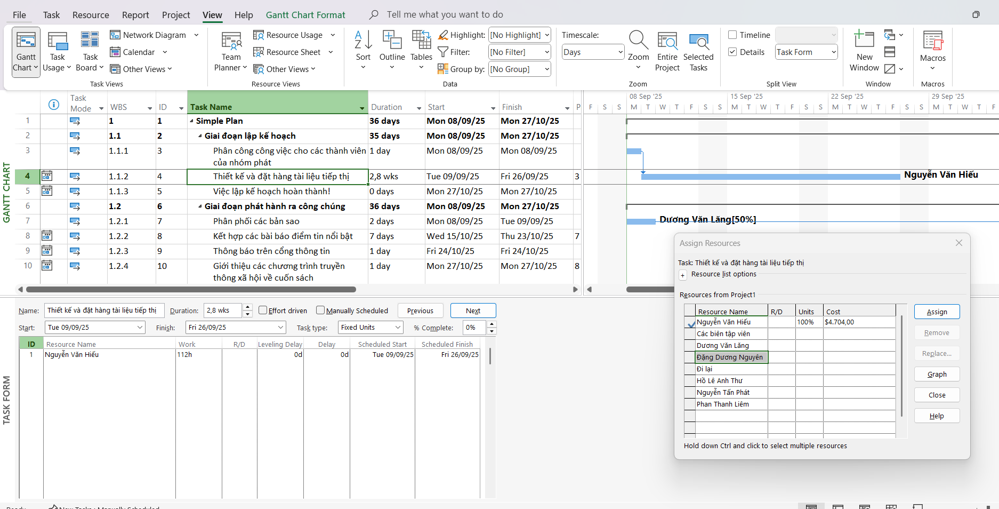 File Task Resource Report Project View Help Gantt Chart Format Tell me what you want to do
Gantt Chart
Task Usage
Task Board
Network Diagram
Calendar
Other Views
Task Views
Team Planner
Resource Usage
Resource Sheet
Other Views
Resource Views
Sort
Outline
Tables
Highlight: [No Highlight]
Filter: [No Filter]
Group by: [No Group]
Data
Timescale:
Days
Zoom
Entire Project
Selected Tasks
Zoom
Timeline
Details Task Form
Split View
New Window
Window
Macros
Macros
GANTT CHART
Task Mode WBS ID Task Name Duration Start Finish P
08 Sep '25 15 Sep '25 22 Sep '25 29 Sep '25
F S S M T W T F S S M T W T F S S M T W T F S S M T W T F
1 1 1 Simple Plan 36 days Mon 08/09/25 Mon 27/10/25
2 1.1 2 Giai đoạn lập kế hoạch 35 days Mon 08/09/25 Mon 27/10/25
3 1.1.1 3 Phân công công việc cho các thành viên 1 day Mon 08/09/25 Mon 08/09/25
của nhóm phát
4 1.1.2 4 Thiết kế và đặt hàng tài liệu tiếp thị 2,8 wks Tue 09/09/25 Fri 26/09/25 3 Nguyễn Văn Hiếu
5 1.1.3 5 Việc lập kế hoạch hoàn thành! 0 days Mon 27/10/25 Mon 27/10/25
6 1.2 6 Giai đoạn phát hành ra công chúng 36 days Mon 08/09/25 Mon 27/10/25
7 1.2.1 7 Phân phối các bản sao 2 days Mon 08/09/25 Tue 09/09/25 Dương Văn Lăng[50%]
8 1.2.2 8 Kết hợp các bài báo điểm tin nổi bật 7 days Wed 15/10/25 Thu 23/10/25 7
9 1.2.3 9 Thông báo trên cổng thông tin 1 day Fri 24/10/25 Fri 24/10/25
10 1.2.4 10 Giới thiệu các chương trình truyền 1 day Mon 27/10/25 Mon 27/10/25 8
thông xã hội về cuốn sách
TASK FORM
Name: Thiết kế và đặt hàng tài liệu tiếp thị Duration: 2,8 wks Effort driven Manually Scheduled Previous Next
Start: Tue 09/09/25 Finish: Fri 26/09/25 Task type: Fixed Units % Complete: 0%
ID Resource Name Work R/D Leveling Delay Delay Scheduled Start Scheduled Finish
1 Nguyễn Văn Hiếu 112h 0d 0d Tue 09/09/25 Fri 26/09/25
Assign Resources
Task: Thiết kế và đặt hàng tài liệu tiếp thị
+ Resource list options
Resources from Project1
Resource Name R/D Units Cost
Nguyễn Văn Hiếu 100% $4.704,00
Các biên tập viên
Dương Văn Lăng
Đặng Dương Nguyên
Đi lại
Hồ Lê Anh Thư
Nguyễn Tấn Phát
Phan Thanh Liêm
Assign
Remove
Replace...
Graph
Close
Help
Hold down Ctrl and click to select multiple resources
Ready New Tasks : Manually Scheduled